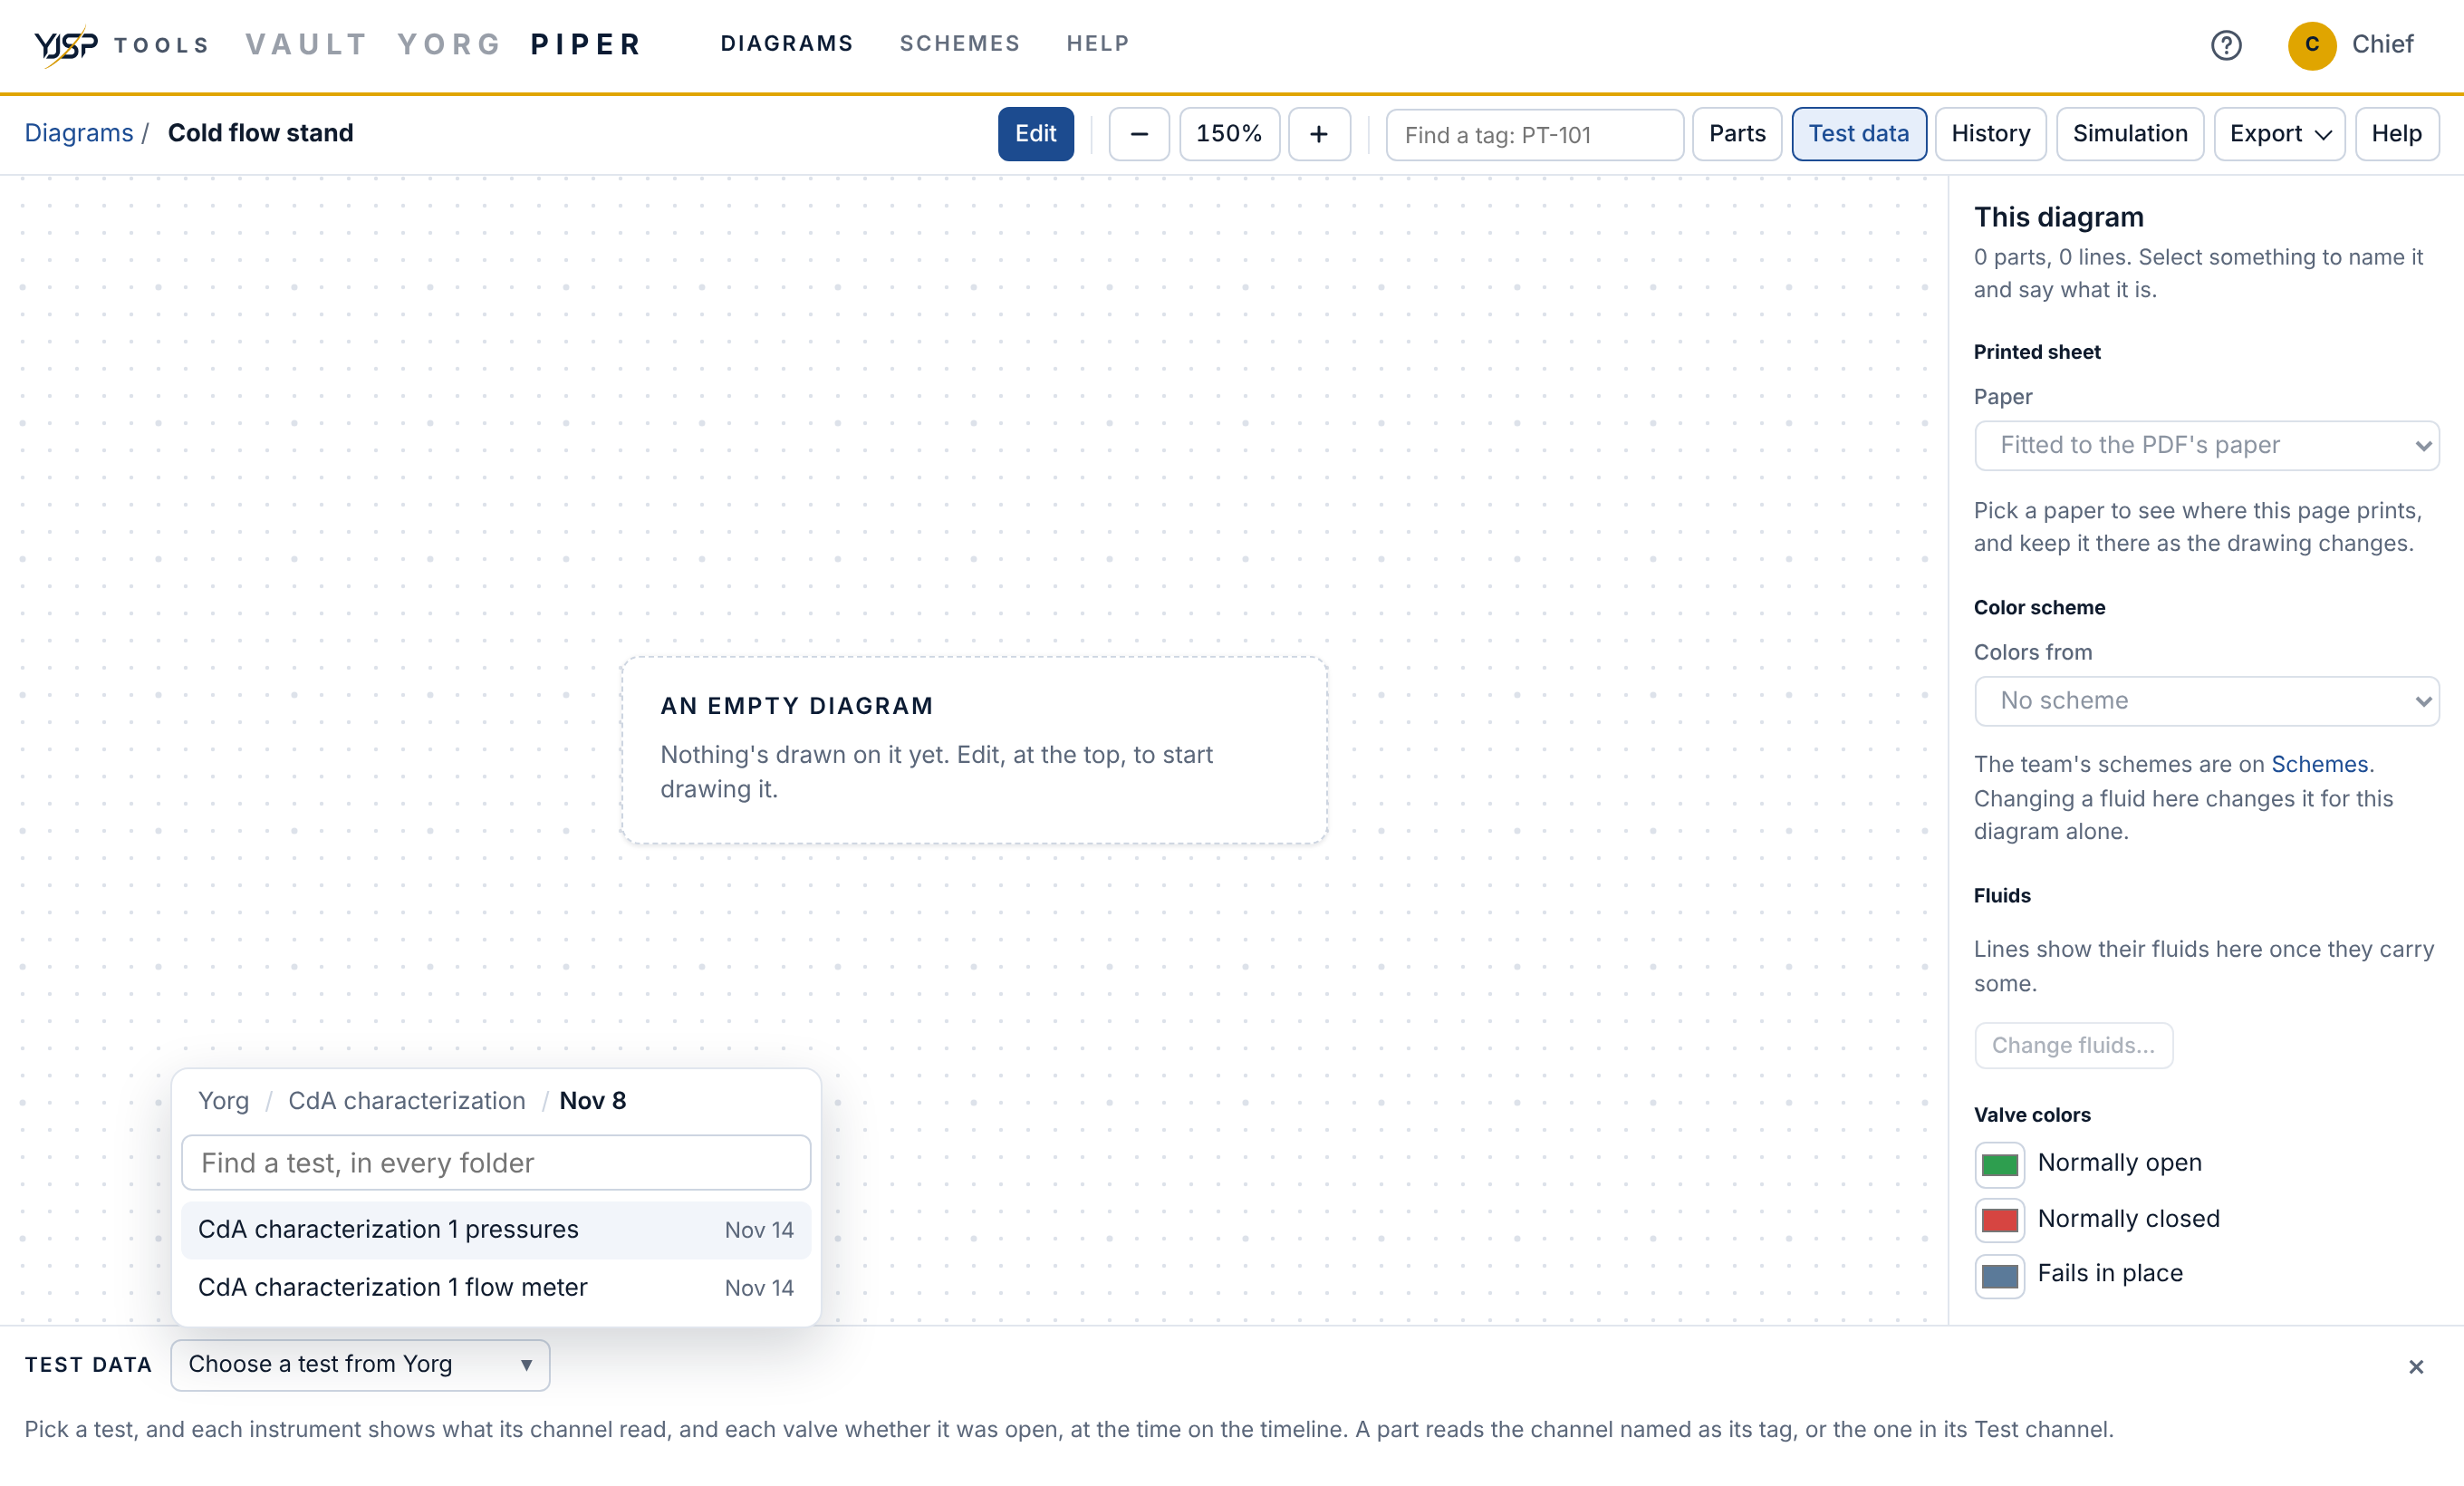 YJSP TOOLS VAULT YORG PIPER DIAGRAMS SCHEMES HELP ? C Chief
Diagrams / Cold flow stand Edit − 150% + Find a tag: PT-101 Parts Test data History Simulation Export Help
This diagram
0 parts, 0 lines. Select something to name it
and say what it is.
Printed sheet
Paper
Fitted to the PDF's paper
Pick a paper to see where this page prints,
and keep it there as the drawing changes.
Color scheme
Colors from
No scheme
The team's schemes are on Schemes.
Changing a fluid here changes it for this
diagram alone.
Fluids
Lines show their fluids here once they carry
some.
Change fluids...
Valve colors
Normally open
Normally closed
Fails in place
AN EMPTY DIAGRAM
Nothing's drawn on it yet. Edit, at the top, to start
drawing it.
Yorg / CdA characterization / Nov 8
Find a test, in every folder
CdA characterization 1 pressures Nov 14
CdA characterization 1 flow meter Nov 14
TEST DATA Choose a test from Yorg ▼ ×
Pick a test, and each instrument shows what its channel read, and each valve whether it was open, at the time on the timeline. A part reads the channel named as its tag, or the one in its Test channel.